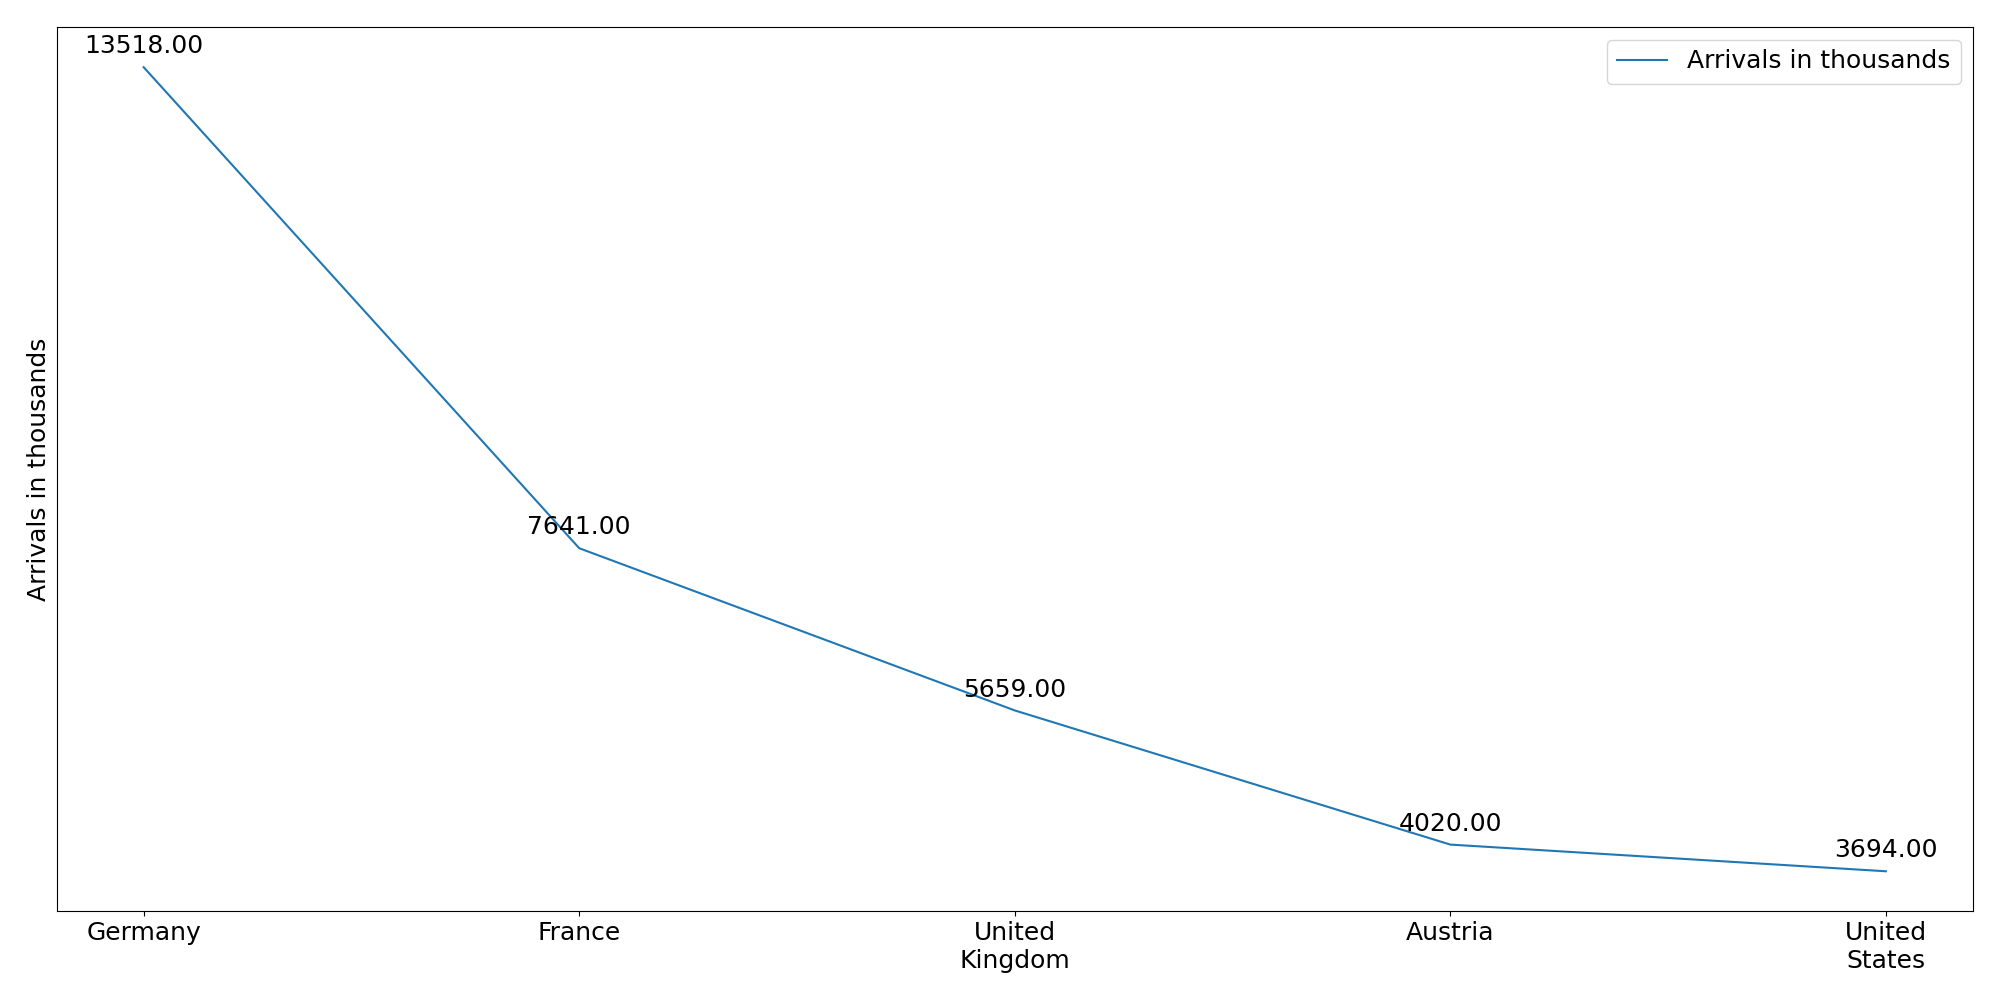 13518.00
Arrivals in thousands
7641.00
5659.00
4020.00
3694.00
Arrivals in thousands
Germany
France
United
Kingdom
Austria
United
States